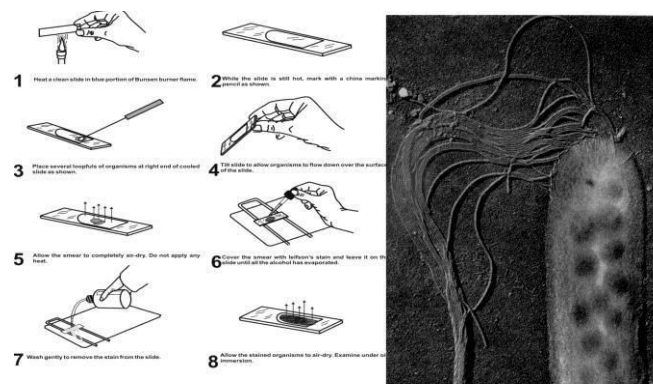 1 Heat a clean slide in blue portion of Bunsen burner flame.
2 While the slide is still hot, mark with a china marking
pencil as shown.
3 Place several loopfuls of organisms at right end of cooled
slide as shown.
4 Tilt slide to allow organisms to flow down over the surface
of the slide.
5 Allow the smear to completely air-dry. Do not apply any
heat.
6 Cover the smear with leifson's stain and leave it on the
slide until all the alcohol has evaporated.
7 Wash gently to remove the stain from the slide.
8 Allow the stained organisms to air-dry. Examine under oil
immersion.